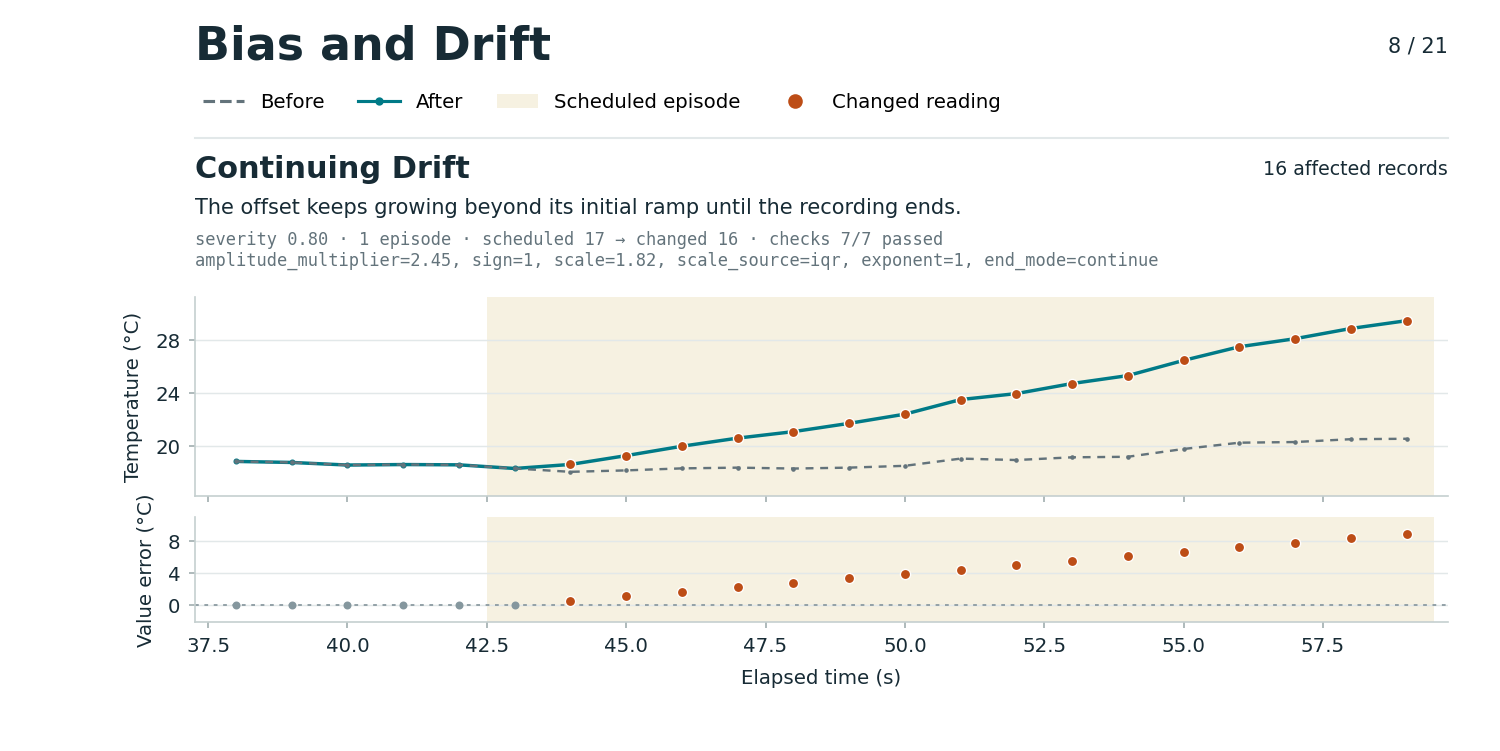 Bias and Drift
8 / 21
Before After Scheduled episode Changed reading
Continuing Drift
16 affected records
The offset keeps growing beyond its initial ramp until the recording ends.
severity 0.80 · 1 episode · scheduled 17 → changed 16 · checks 7/7 passed
amplitude_multiplier=2.45, sign=1, scale=1.82, scale_source=iqr, exponent=1, end_mode=continue
Temperature (°C)
28
24
20
Value error (°C)
8
4
0
37.5 40.0 42.5 45.0 47.5 50.0 52.5 55.0 57.5
Elapsed time (s)